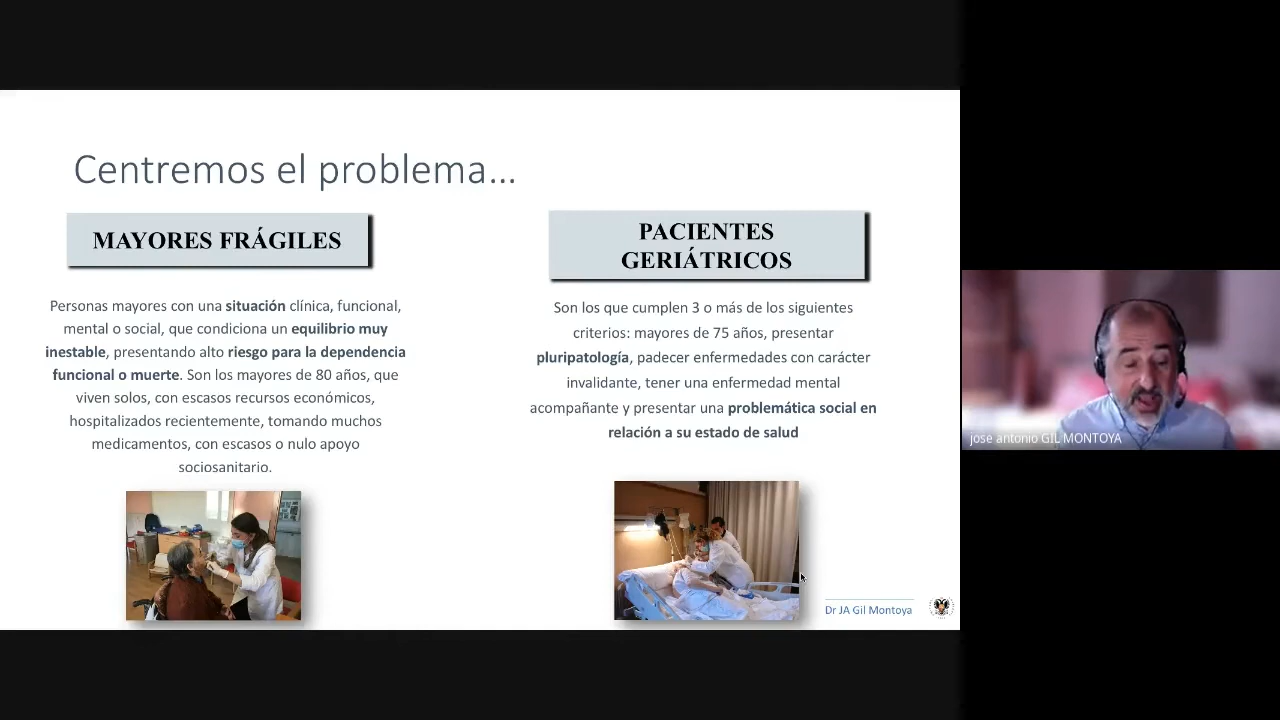 Centremos el problema...
MAYORES FRÁGILES
Personas mayores con una situación clínica, funcional,
mental o social, que condiciona un equilibrio muy
inestable, presentando alto riesgo para la dependencia
funcional o muerte. Son los mayores de 80 años, que
viven solos, con escasos recursos económicos,
hospitalizados recientemente, tomando muchos
medicamentos, con escasos o nulo apoyo
sociosanitario.
PACIENTES
GERIÁTRICOS
Son los que cumplen 3 o más de los siguientes
criterios: mayores de 75 años, presentar
pluripatología, padecer enfermedades con carácter
invalidante, tener una enfermedad mental
acompañante y presentar una problemática social en
relación a su estado de salud
Dr JA Gil Montoya
jose antonio GIL MONTOYA